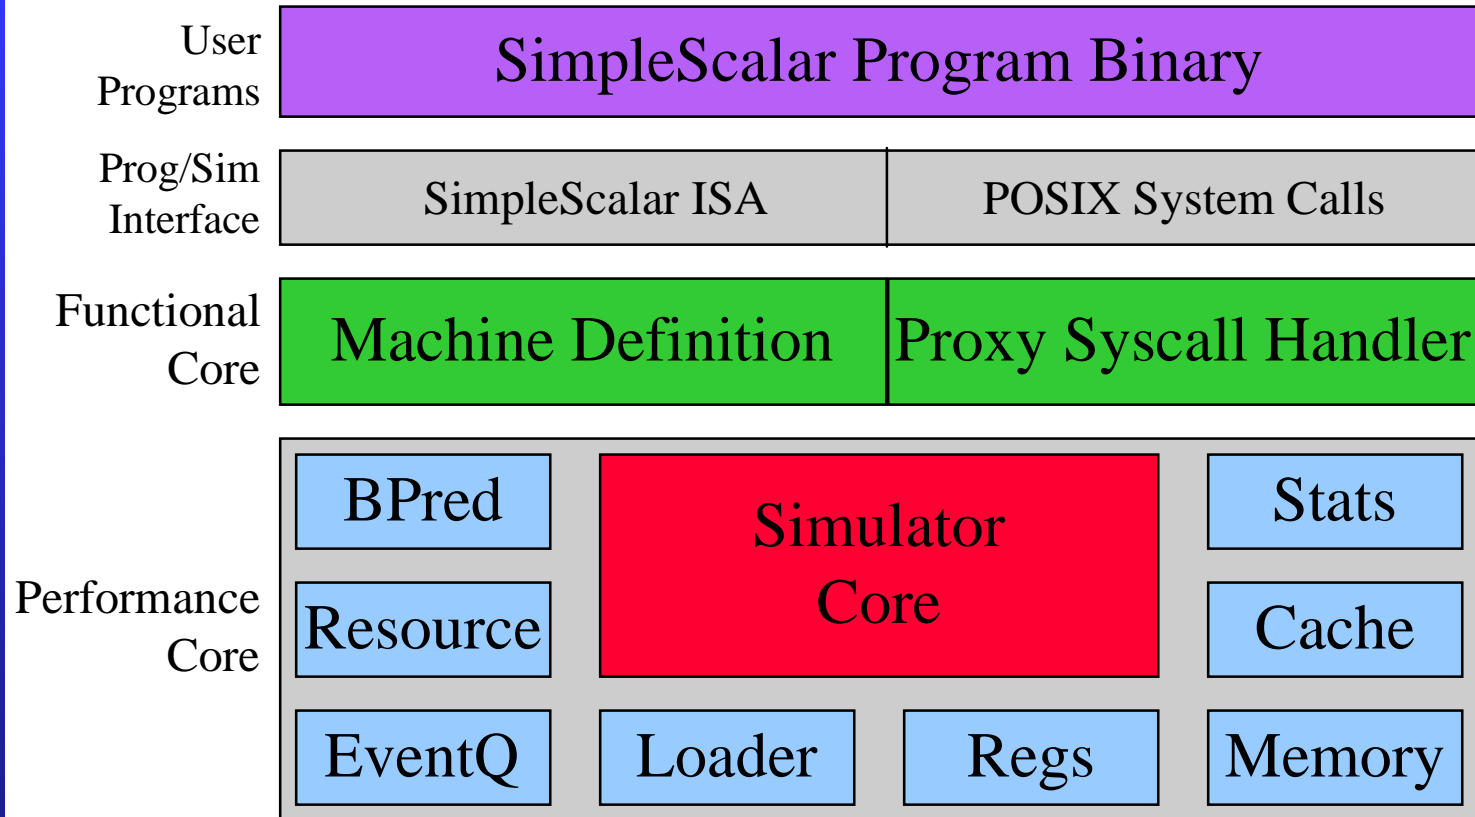 User
Programs
SimpleScalar Program Binary
Prog/Sim
Interface
SimpleScalar ISA
POSIX System Calls
Functional
Core
Machine Definition
Proxy Syscall Handler
Performance
Core
BPred
Simulator
Core
Stats
Resource
Cache
EventQ
Loader
Regs
Memory